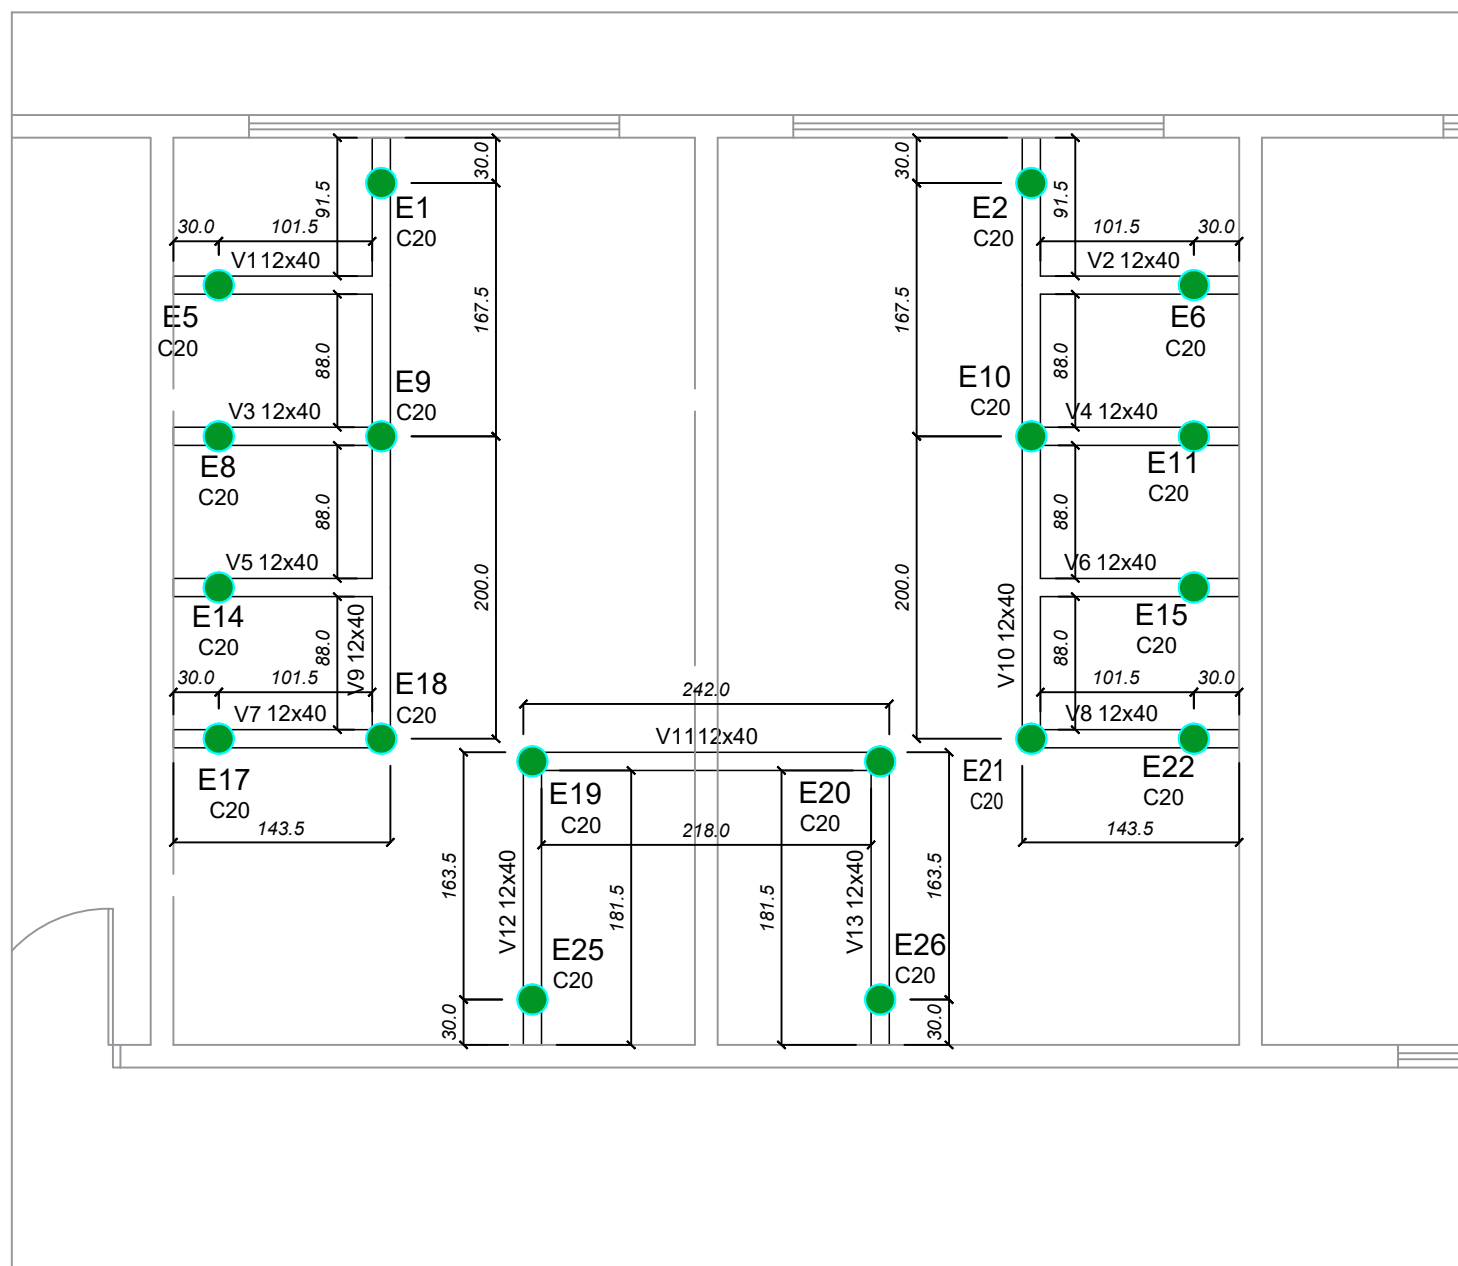 30.0
91.5
E1
C20
30.0
101.5
V1 12x40
E5
C20
167.5
88.0
E9
C20
V3 12x40
E8
C20
88.0
V5 12x40
E14
C20
200.0
V9 12x40
88.0
30.0
101.5
E18
C20
V7 12x40
E17
C20
143.5
30.0
E2
C20
91.5
101.5
30.0
V2 12x40
E6
C20
167.5
88.0
E10
C20
V4 12x40
E11
C20
88.0
V6 12x40
E15
C20
200.0
V10 12x40
88.0
101.5
30.0
V8 12x40
E21
C20
E22
C20
143.5
242.0
V11 12x40
E19
C20
E20
C20
218.0
163.5
V12 12x40
181.5
181.5
V13 12x40
163.5
E25
C20
E26
C20
30.0
30.0